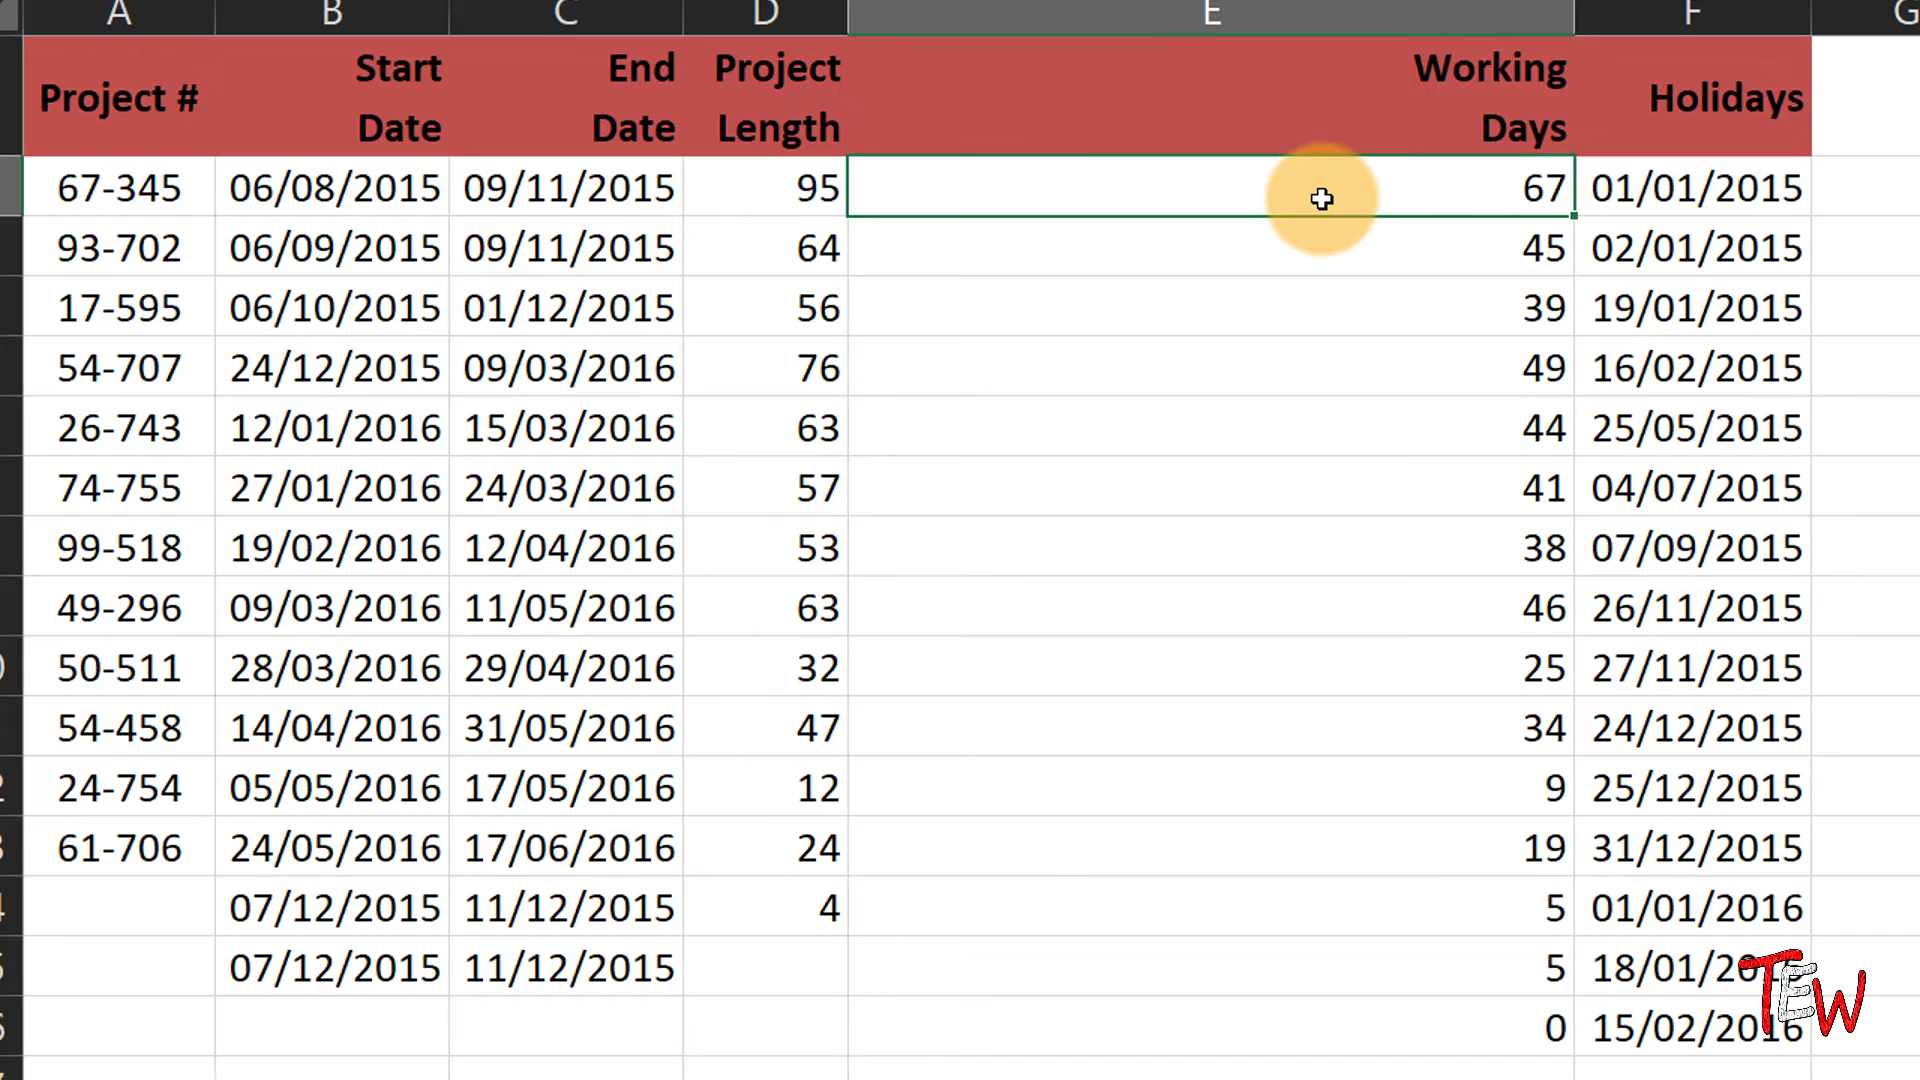 A B C D E F G
Project # Start Date End Date Project Length Working Days Holidays
67-345 06/08/2015 09/11/2015 95 67 01/01/2015
93-702 06/09/2015 09/11/2015 64 45 02/01/2015
17-595 06/10/2015 01/12/2015 56 39 19/01/2015
54-707 24/12/2015 09/03/2016 76 49 16/02/2015
26-743 12/01/2016 15/03/2016 63 44 25/05/2015
74-755 27/01/2016 24/03/2016 57 41 04/07/2015
99-518 19/02/2016 12/04/2016 53 38 07/09/2015
49-296 09/03/2016 11/05/2016 63 46 26/11/2015
50-511 28/03/2016 29/04/2016 32 25 27/11/2015
54-458 14/04/2016 31/05/2016 47 34 24/12/2015
24-754 05/05/2016 17/05/2016 12 9 25/12/2015
61-706 24/05/2016 17/06/2016 24 19 31/12/2015
07/12/2015 11/12/2015 4 5 01/01/2016
07/12/2015 11/12/2015 5
0 15/02/2016
TEW